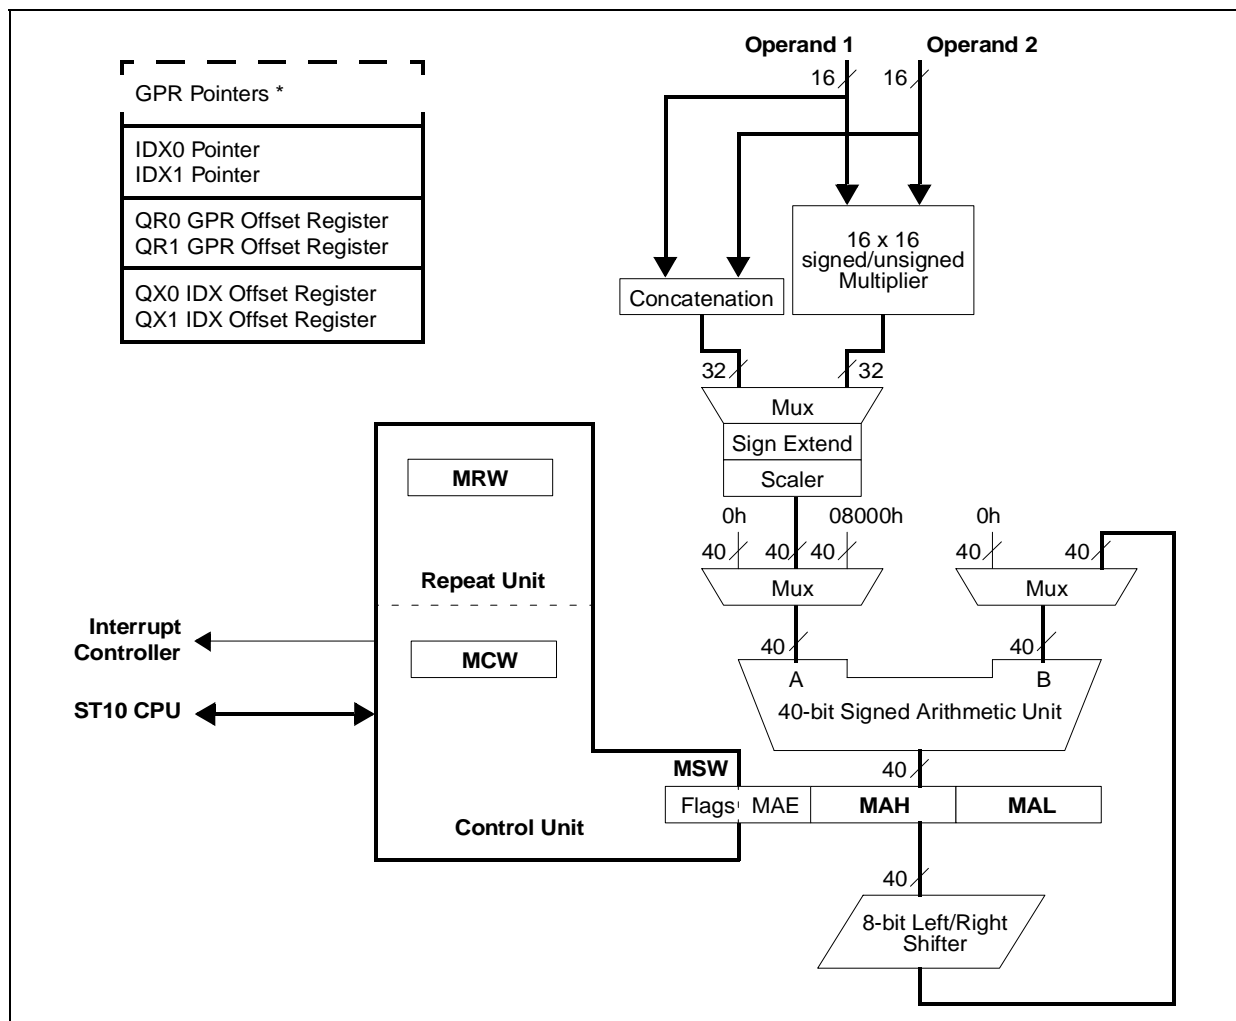 Operand 1
Operand 2
16
16
GPR Pointers *
IDX0 Pointer
IDX1 Pointer
QR0 GPR Offset Register
QR1 GPR Offset Register
QX0 IDX Offset Register
QX1 IDX Offset Register
16 x 16
signed/unsigned
Multiplier
Concatenation
32
32
Mux
Sign Extend
Scaler
MRW
0h
08000h
0h
40
40
40
40
40
Repeat Unit
Mux
Mux
Interrupt
Controller
MCW
40
40
A
B
ST10 CPU
40-bit Signed Arithmetic Unit
MSW
40
Flags
MAE
MAH
MAL
Control Unit
40
8-bit Left/Right
Shifter